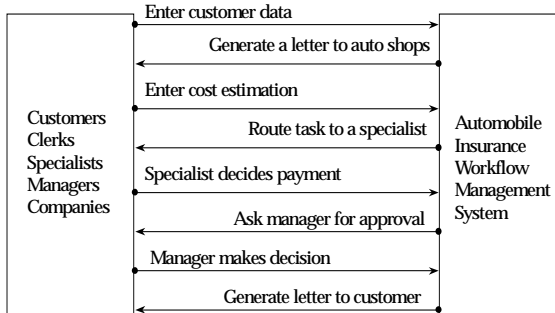 Enter customer data
Generate a letter to auto shops
Enter cost estimation
Route task to a specialist
Specialist decides payment
Ask manager for approval
Manager makes decision
Generate letter to customer
Customers
Clerks
Specialists
Managers
Companies
Automobile
Insurance
Workflow
Management
System